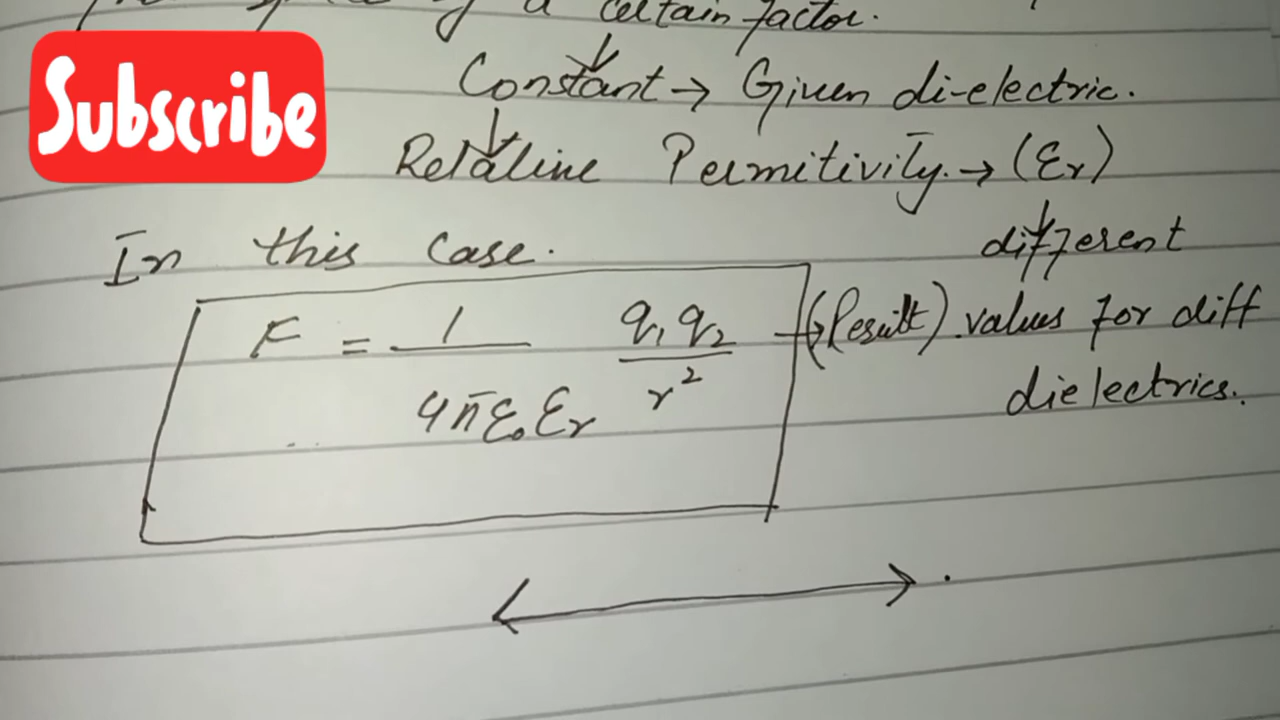 a certain factor.
Subscribe
Constant → Given di-electric.
Relative Permitivity. → (εr)
In this case.
different
F = 1 / 4πε₀εr q₁q₂ / r² → (Result) values for diff
dielectrics.